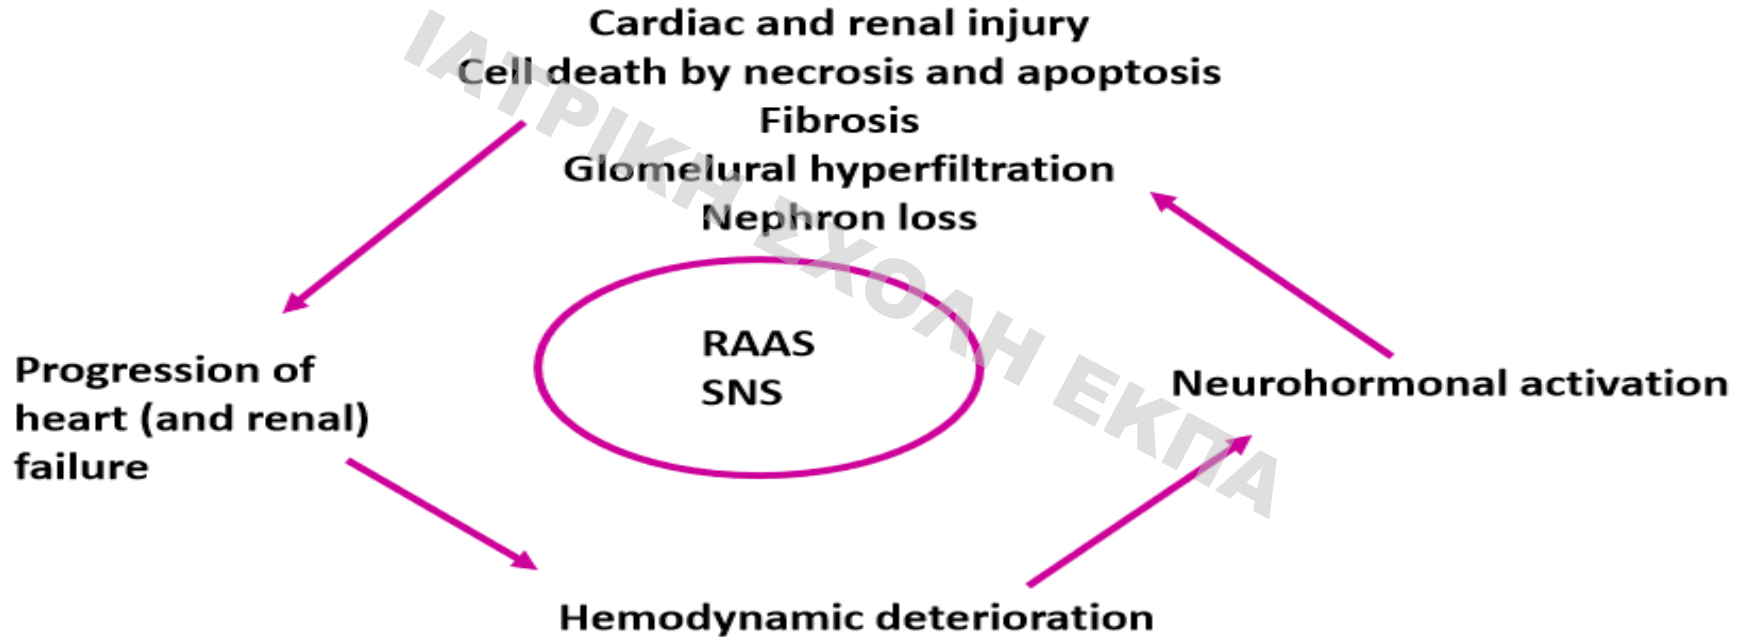 Cardiac and renal injury
Cell death by necrosis and apoptosis
Fibrosis
Glomelural hyperfiltration
Nephron loss
RAAS
SNS
Progression of
heart (and renal)
failure
Neurohormonal activation
Hemodynamic deterioration
ΙΑΤΡΙΚΗ ΣΧΟΛΗ ΕΚΠΑ